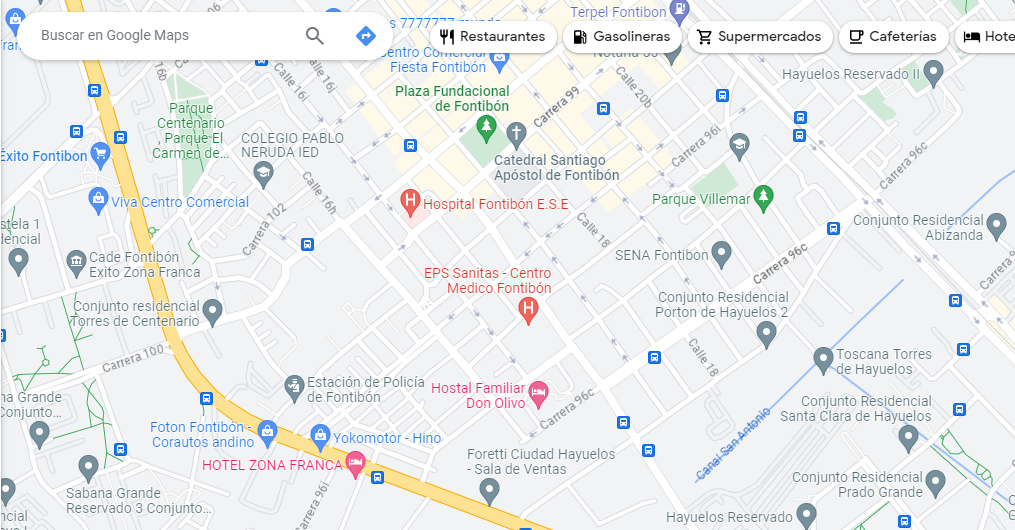 Buscar en Google Maps
Restaurantes
Gasolineras
Supermercados
Cafeterías
Hote
Terpel Fontibon
7777777 mundo
Centro Comercial
Fiesta Fontibón
Hayuelos Reservado II
Plaza Fundacional
de Fontibón
Carrera 99
Calle 16i
Calle 16j
Calle 20b
Parque
Centenario
, Parque El
Carmen de...
COLEGIO PABLO
NERUDA IED
Carrera 96i
Carrera 96c
Éxito Fontibon
Catedral Santiago
Apóstol de Fontibón
Calle 16h
Viva Centro Comercial
Hospital Fontibón E.S.E
Parque Villemar
Carrera 102
Calle 18
Conjunto Residencial
Abizanda
stela 1
dencial
Cade Fontibón
Exito Zona Franca
SENA Fontibón
Carrera 96c
EPS Sanitas - Centro
Medico Fontibón
Conjunto residencial
Torres de Centenario
Conjunto Residencial
Porton de Hayuelos 2
Carrera 100
Calle 18
Toscana Torres
de Hayuelos
Estación de Policía
de Fontibón
Hostal Familiar
Don Olivo
Carrera 96c
na Grande
Conjunto...
Conjunto Residencial
Santa Clara de Hayuelos
Canal San Antonio
Foton Fontibón -
Corautos andino
Yokomotor - Hino
HOTEL ZONA FRANCA
Foretti Ciudad Hayuelos
- Sala de Ventas
Conjunto Residencial
Prado Grande
Sabana Grande
Reservado 3 Conjunto...
Carrera 96i
Hayuelos Reservado